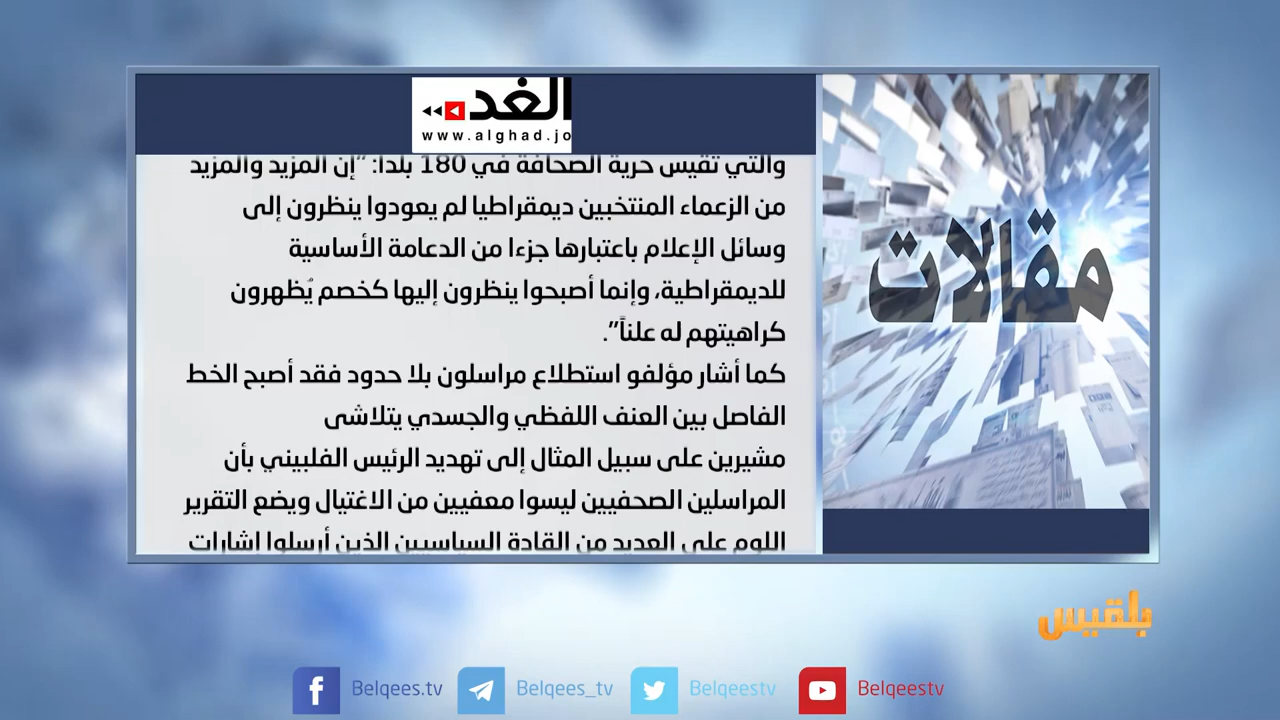 الغد
www.alghad.jo
والتي تقيس حرية الصحافة في 180 بلدا: "إن المزيد والمزيد
من الزعماء المنتخبين ديمقراطيا لم يعودوا ينظرون إلى
وسائل الإعلام باعتبارها جزءا من الدعامة الأساسية
للديمقراطية، وإنما أصبحوا ينظرون إليها كخصم يُظهرون
كراهيتهم له علناً".
كما أشار مؤلفو استطلاع مراسلون بلا حدود فقد أصبح الخط
الفاصل بين العنف اللفظي والجسدي يتلاشى
مشيرين على سبيل المثال إلى تهديد الرئيس الفلبيني بأن
المراسلين الصحفيين ليسوا معفيين من الاغتيال ويضع التقرير
اللوم على العديد من القادة السياسيين الذين أرسلوا إشارات
مقالات
بلقيس
Belqees.tv
Belqees_tv
Belqeestv
Belqeestv